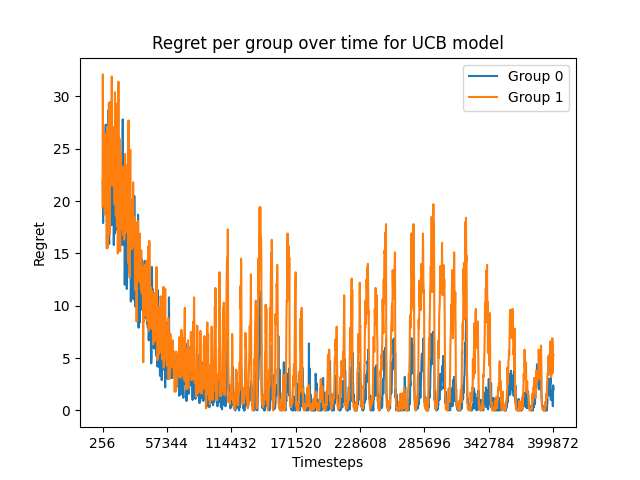 Regret per group over time for UCB model
Group 0
Group 1
30
25
20
15
10
5
0
Regret
256 57344 114432 171520 228608 285696 342784 399872
Timesteps